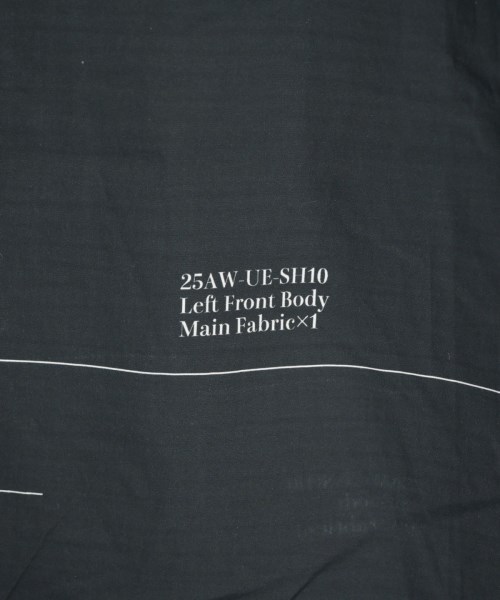 25AW-UE-SH10
Left Front Body
Main Fabric×1